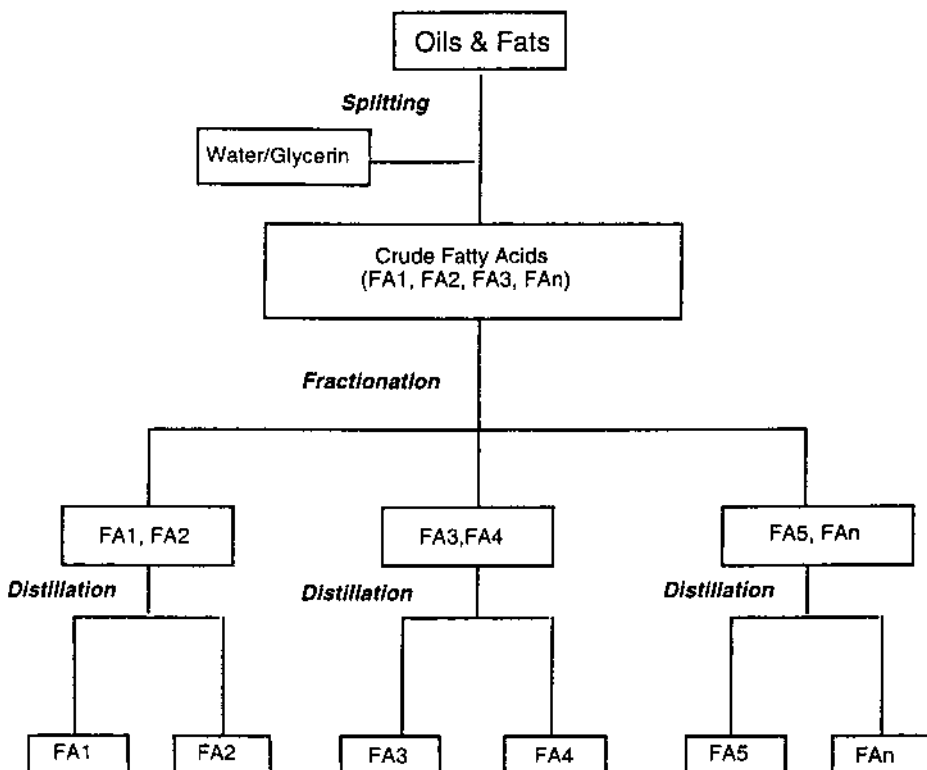 Oils & Fats
Splitting
Water/Glycerin
Crude Fatty Acids
(FA1, FA2, FA3, FAn)
Fractionation
FA1, FA2
FA3,FA4
FA5, FAn
Distillation
Distillation
Distillation
FA1
FA2
FA3
FA4
FA5
FAn